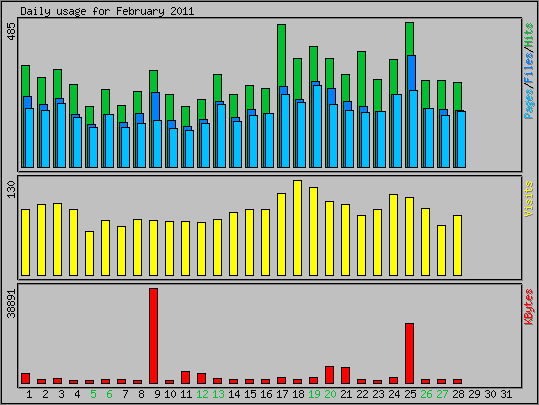 Daily usage for February 2011
485
Pages/Files/Hits
130
Visits
38891
KBytes
1 2 3 4 5 6 7 8 9 10 11 12 13 14 15 16 17 18 19 20 21 22 23 24 25 26 27 28 29 30 31